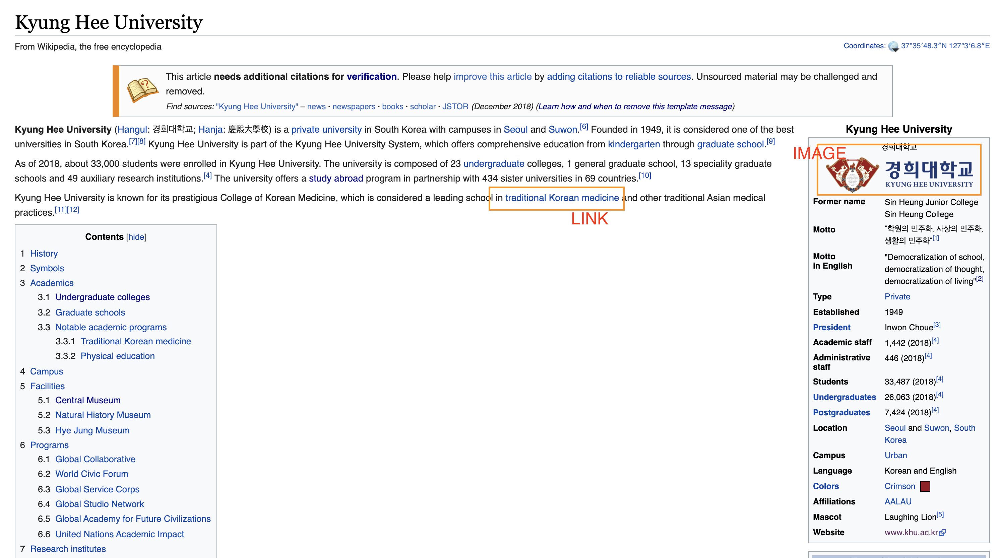 Kyung Hee University
From Wikipedia, the free encyclopedia
Coordinates: 37°35′48.3″N 127°3′6.8″E
This article needs additional citations for verification. Please help improve this article by adding citations to reliable sources. Unsourced material may be challenged and
removed.
Find sources: "Kyung Hee University" – news · newspapers · books · scholar · JSTOR (December 2018) (Learn how and when to remove this template message)
Kyung Hee University (Hangul: 경희대학교; Hanja: 慶熙大學校) is a private university in South Korea with campuses in Seoul and Suwon.[6] Founded in 1949, it is considered one of the best
universities in South Korea.[7][8] Kyung Hee University is part of the Kyung Hee University System, which offers comprehensive education from kindergarten through graduate school.[9]
As of 2018, about 33,000 students were enrolled in Kyung Hee University. The university is composed of 23 undergraduate colleges, 1 general graduate school, 13 speciality graduate
schools and 49 auxiliary research institutions.[4] The university offers a study abroad program in partnership with 434 sister universities in 69 countries.[10]
Kyung Hee University is known for its prestigious College of Korean Medicine, which is considered a leading school in traditional Korean medicine and other traditional Asian medical
practices.[11][12]
LINK
Contents [hide]
1 History
2 Symbols
3 Academics
3.1 Undergraduate colleges
3.2 Graduate schools
3.3 Notable academic programs
3.3.1 Traditional Korean medicine
3.3.2 Physical education
4 Campus
5 Facilities
5.1 Central Museum
5.2 Natural History Museum
5.3 Hye Jung Museum
6 Programs
6.1 Global Collaborative
6.2 World Civic Forum
6.3 Global Service Corps
6.4 Global Studio Network
6.5 Global Academy for Future Civilizations
6.6 United Nations Academic Impact
7 Research institutes
Kyung Hee University
경희대학교
IMAGE
경희대학교
KYUNG HEE UNIVERSITY
Former name Sin Heung Junior College
Sin Heung College
Motto "학원의 민주화, 사상의 민주화,
생활의 민주화"[1]
Motto
in English "Democratization of school,
democratization of thought,
democratization of living"[2]
Type Private
Established 1949
President Inwon Choue[3]
Academic staff 1,442 (2018)[4]
Administrative
staff 446 (2018)[4]
Students 33,487 (2018)[4]
Undergraduates 26,063 (2018)[4]
Postgraduates 7,424 (2018)[4]
Location Seoul and Suwon, South
Korea
Campus Urban
Language Korean and English
Colors Crimson
Affiliations AALAU
Mascot Laughing Lion[5]
Website www.khu.ac.kr